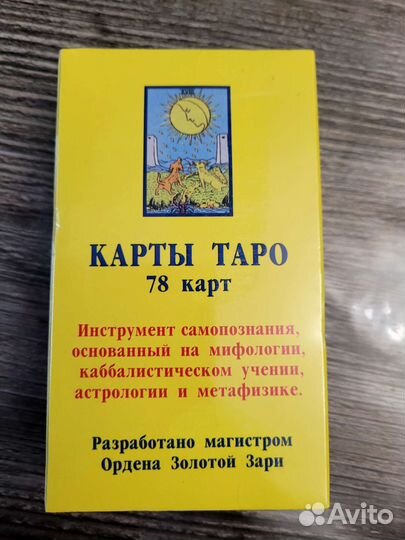 XVIII
КАРТЫ ТАРО
78 карт
Инструмент самопознания,
основанный на мифологии,
каббалистическом учении,
астрологии и метафизике.
Разработано магистром
Ордена Золотой Зари
Avito